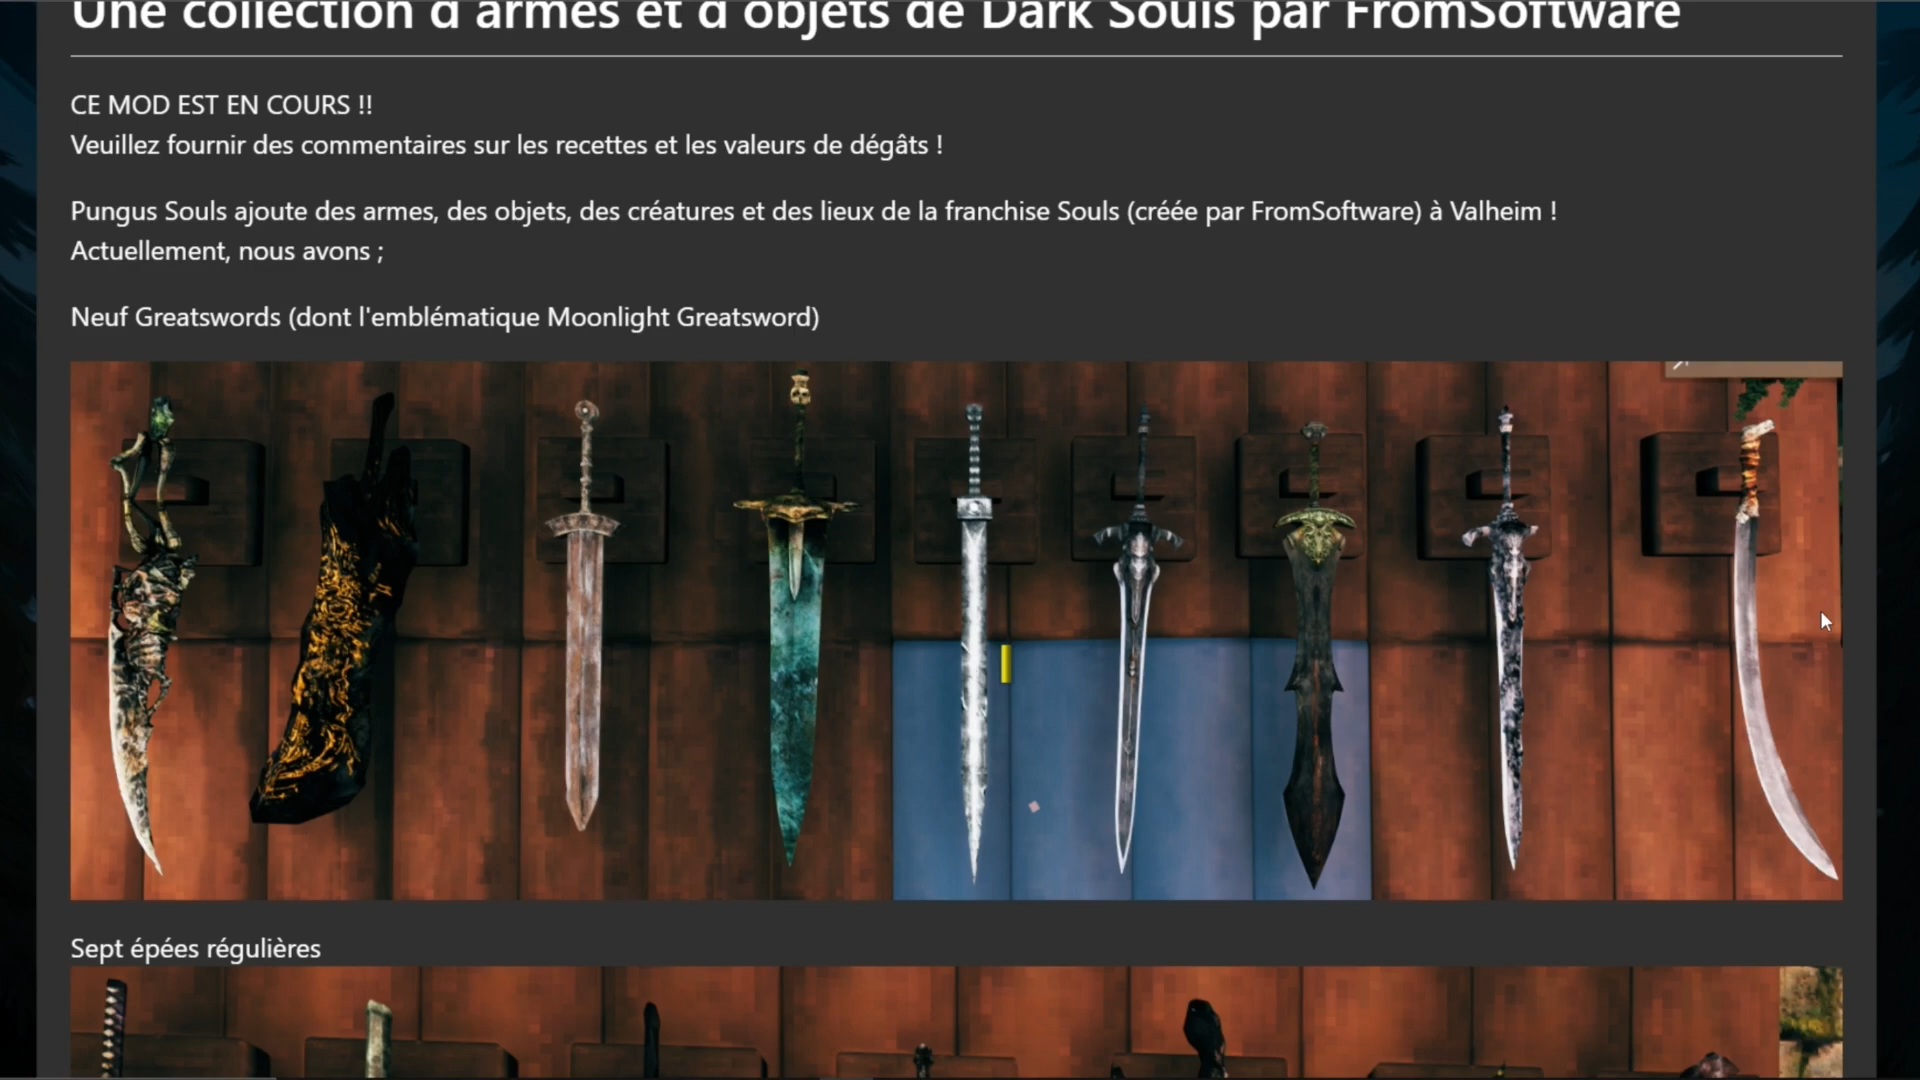 Une collection d'armes et d'objets de Dark Souls par FromSoftware
CE MOD EST EN COURS !!
Veuillez fournir des commentaires sur les recettes et les valeurs de dégâts !
Pungus Souls ajoute des armes, des objets, des créatures et des lieux de la franchise Souls (créée par FromSoftware) à Valheim !
Actuellement, nous avons ;
Neuf Greatswords (dont l'emblématique Moonlight Greatsword)
Sept épées régulières